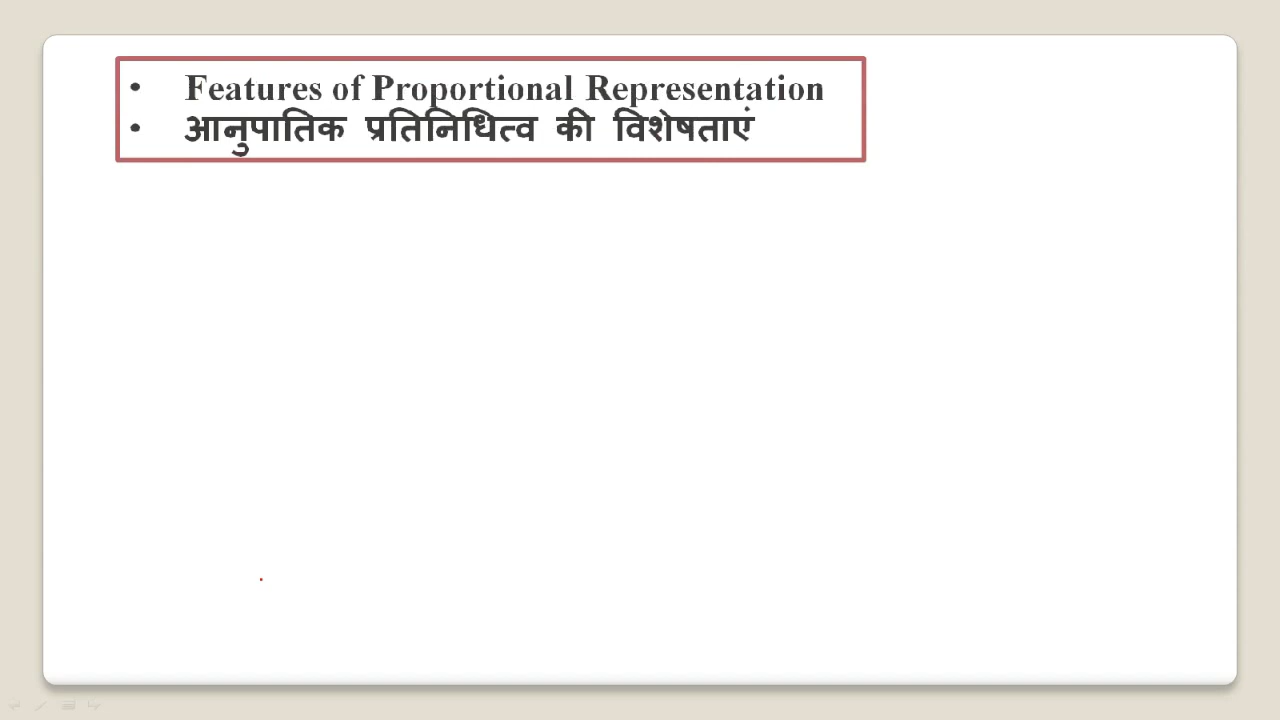 • Features of Proportional Representation
• आनुपातिक प्रतिनिधित्व की विशेषताएं